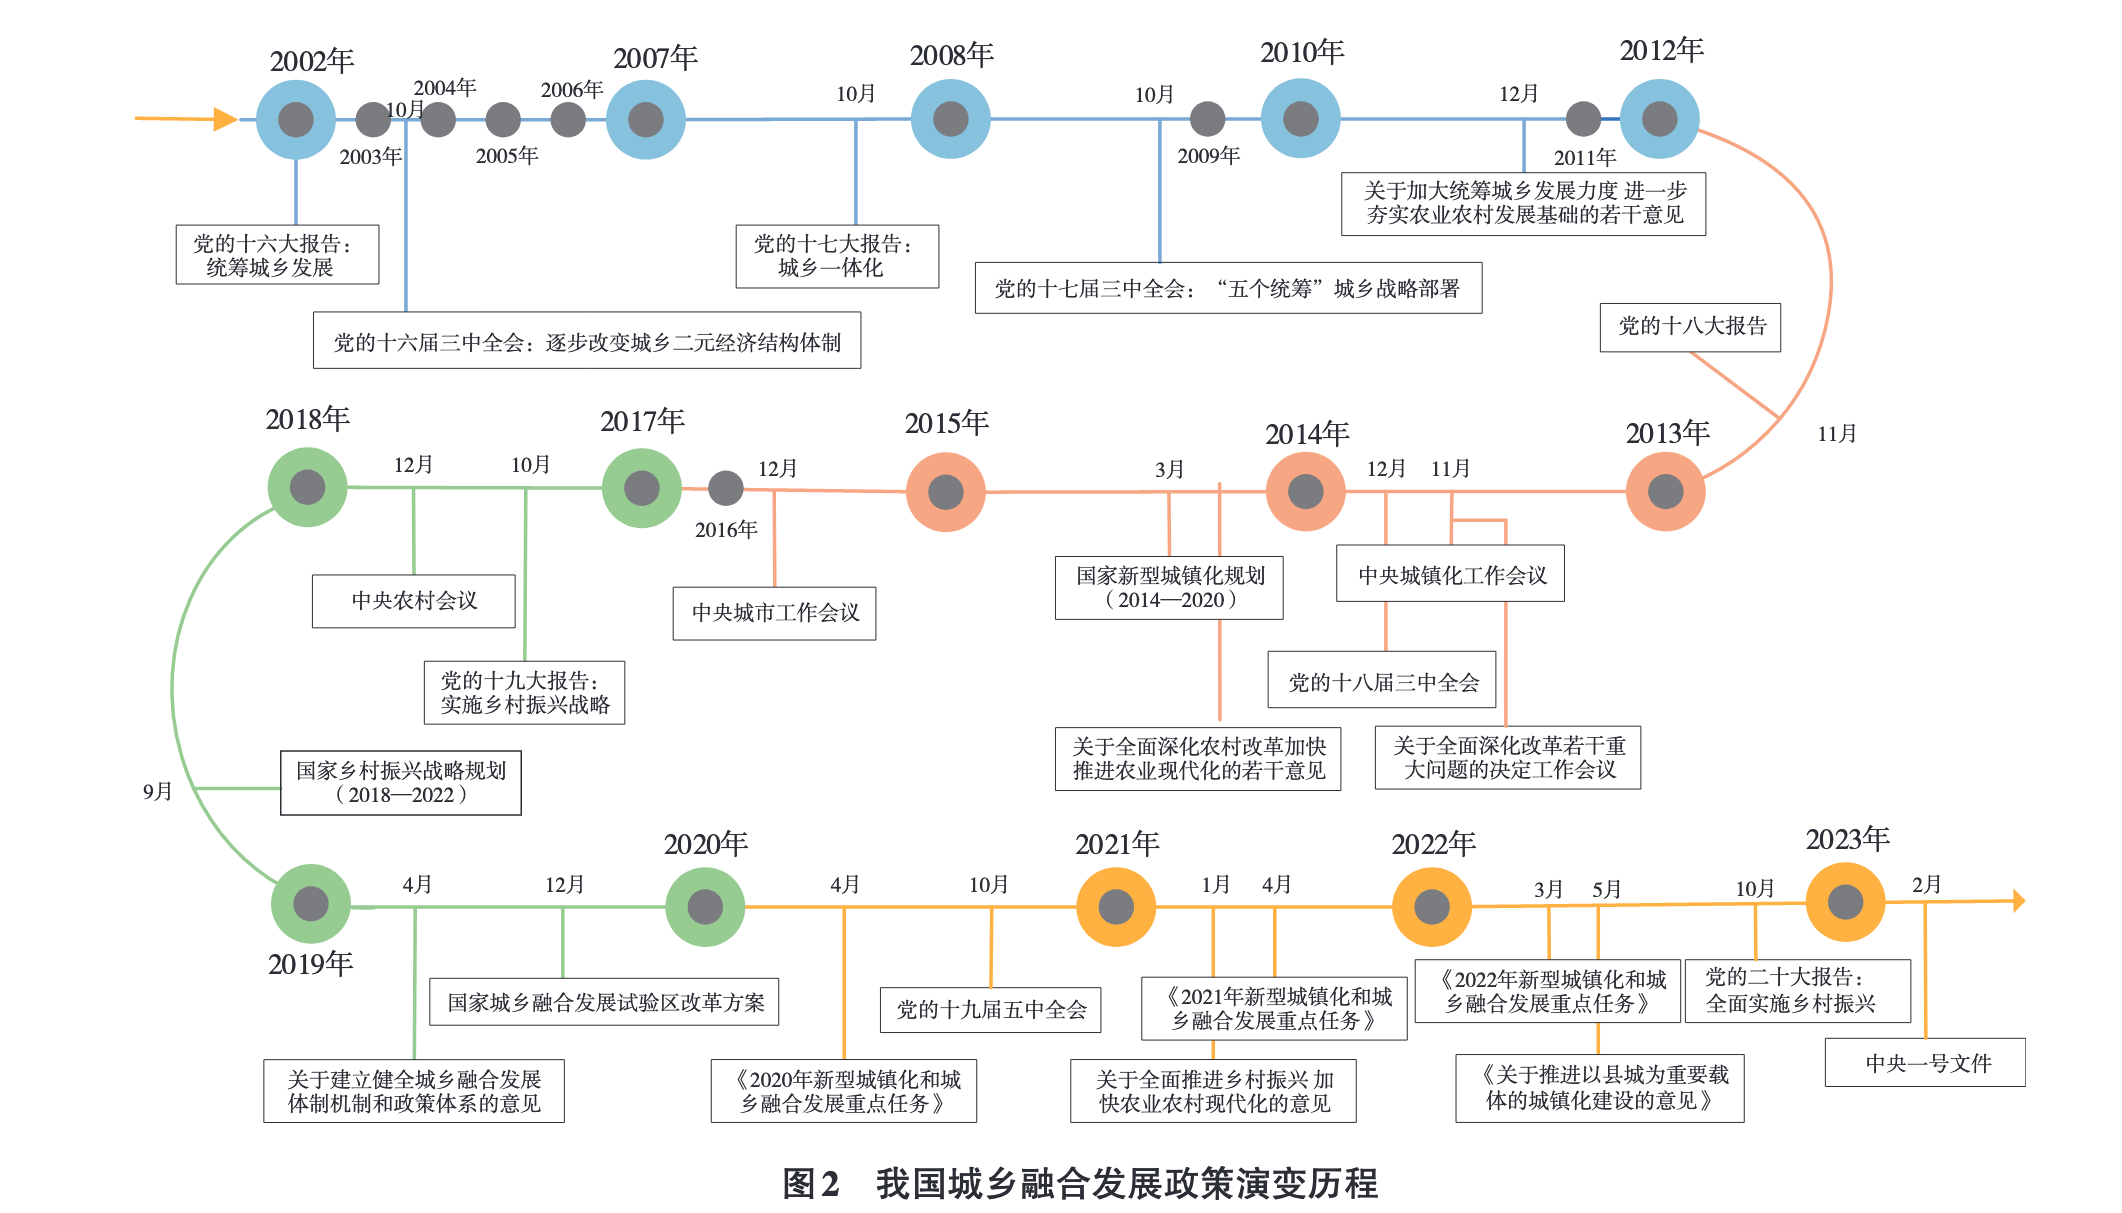 2002年
2003年
10月
2004年
2005年
2006年
2007年
10月
2008年
10月
2009年
2010年
12月
2011年
2012年
党的十六大报告：
统筹城乡发展
党的十六届三中全会：逐步改变城乡二元经济结构体制
党的十七大报告：
城乡一体化
党的十七届三中全会：“五个统筹”城乡战略部署
关于加大统筹城乡发展力度 进一步
夯实农业农村发展基础的若干意见
党的十八大报告
11月
2013年
11月
12月
2014年
3月
2015年
12月
2016年
2017年
10月
12月
2018年
中央城镇化工作会议
党的十八届三中全会
关于全面深化改革若干重
大问题的决定工作会议
国家新型城镇化规划
（2014—2020）
关于全面深化农村改革加快
推进农业现代化的若干意见
中央城市工作会议
党的十九大报告：
实施乡村振兴战略
中央农村会议
9月
国家乡村振兴战略规划
（2018—2022）
2019年
4月
12月
2020年
4月
10月
2021年
1月
4月
2022年
3月
5月
10月
2023年
2月
关于建立健全城乡融合发展
体制机制和政策体系的意见
国家城乡融合发展试验区改革方案
《2020年新型城镇化和城
乡融合发展重点任务》
党的十九届五中全会
《2021年新型城镇化和城
乡融合发展重点任务》
关于全面推进乡村振兴 加
快农业农村现代化的意见
《2022年新型城镇化和城
乡融合发展重点任务》
《关于推进以县城为重要载
体的城镇化建设的意见》
党的二十大报告：
全面实施乡村振兴
中央一号文件
图2 我国城乡融合发展政策演变历程